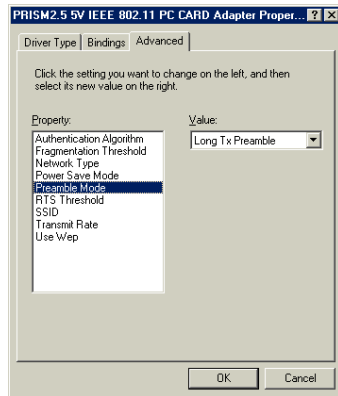 PRISM2.5 5V IEEE 802.11 PC CARD Adapter Proper...
Driver Type
Bindings
Advanced
Click the setting you want to change on the left, and then
select its new value on the right.
Property:
Value:
Authentication Algorithm
Fragmentation Threshold
Network Type
Power Save Mode
Preamble Mode
RTS Threshold
SSID
Transmit Rate
Use Wep
Long Tx Preamble
OK
Cancel